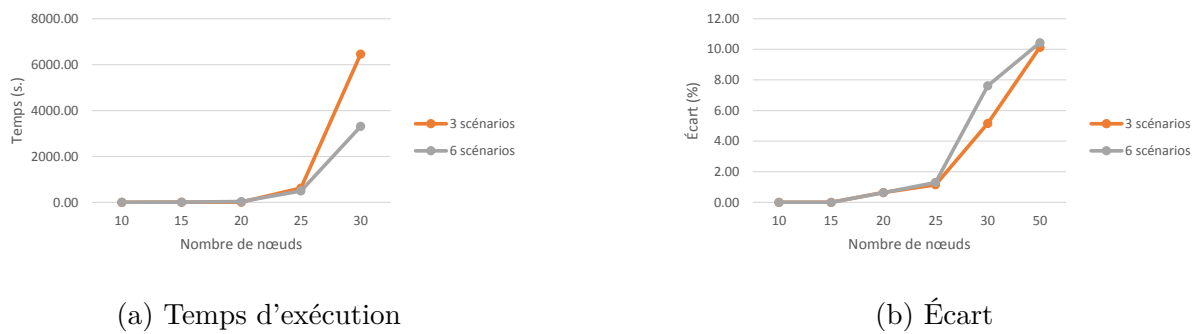 8000.00
6000.00
4000.00
2000.00
0.00
Temps (s.)
10 15 20 25 30
Nombre de nœuds
3 scénarios
6 scénarios
(a) Temps d'exécution
12.00
10.00
8.00
6.00
4.00
2.00
0.00
Écart (%)
10 15 20 25 30 50
Nombre de nœuds
3 scénarios
6 scénarios
(b) Écart